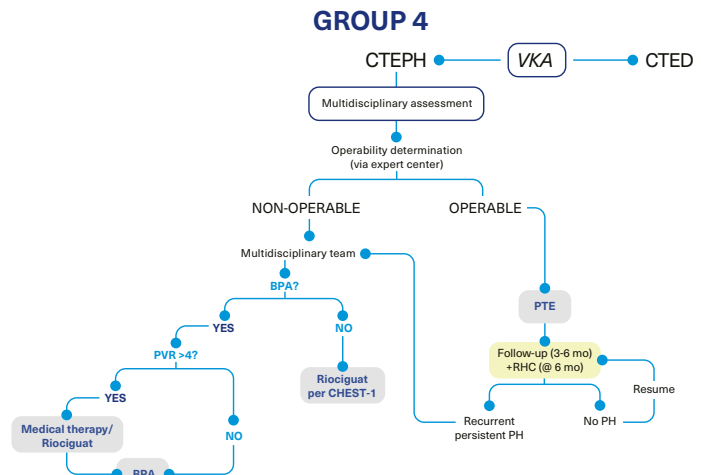 GROUP 4
CTEPH
VKA
CTED
Multidisciplinary assessment
Operability determination
(via expert center)
NON-OPERABLE
OPERABLE
Multidisciplinary team
BPA?
PTE
YES
NO
PVR >4?
Follow-up (3-6 mo)
+RHC (@ 6 mo)
Riociguat
per CHEST-1
Resume
YES
Medical therapy/
Riociguat
NO
Recurrent
persistent PH
No PH
BPA